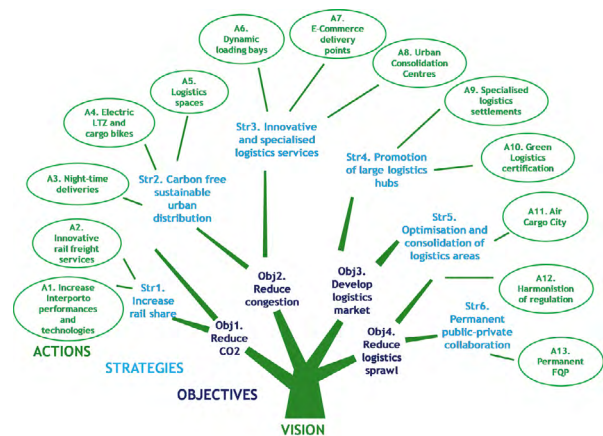 A6.
Dynamic
loading bays
A7.
E-Commerce
delivery
points
A8. Urban
Consolidation
Centres
A5.
Logistics
spaces
A9. Specialised
logistics
settlements
A4. Electric
LTZ and
cargo bikes
Str3. Innovative
and specialised
logistics services
Str4. Promotion
of large logistics
hubs
A10. Green
Logistics
certification
A3. Night-time
deliveries
Str2. Carbon free
sustainable
urban
distribution
Str5.
Optimisation and
consolidation of
logistics areas
A11. Air
Cargo City
A2.
Innovative
rail freight
services
Obj2.
Reduce
congestion
Obj3.
Develop
logistics
market
A12.
Harmonistion
of regulation
A1. Increase
Interporto
performances
and
technologies
Str1.
Increase
rail share
Obj1.
Reduce
CO2
Obj4.
Reduce
logistics
sprawl
Str6.
Permanent
public-private
collaboration
A13.
Permanent
FQP
ACTIONS
STRATEGIES
OBJECTIVES
VISION